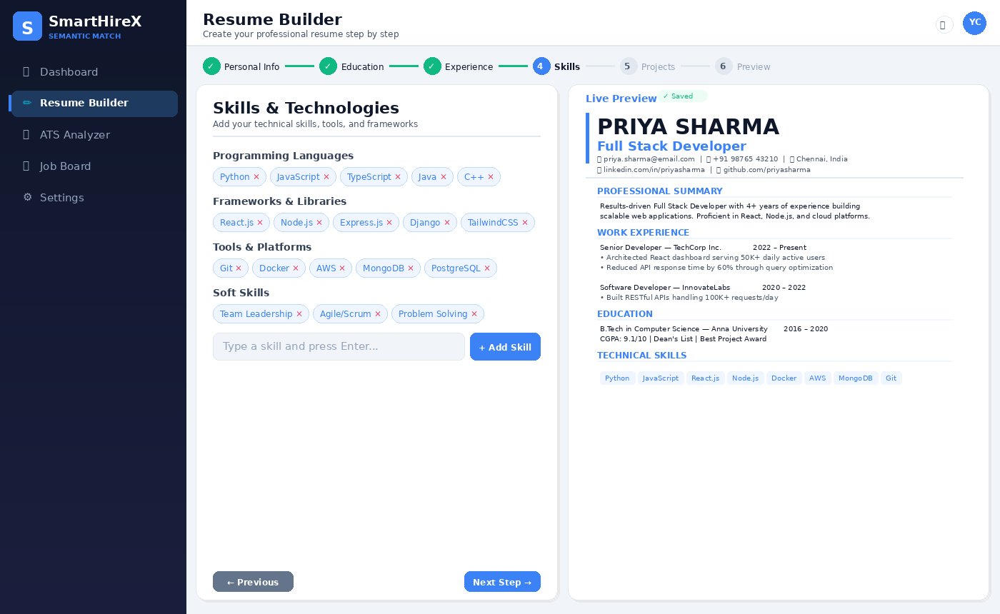 S SmartHireX
SEMANTIC MATCH
Dashboard
✏ Resume Builder
ATS Analyzer
Job Board
⚙ Settings
Resume Builder
Create your professional resume step by step
YC
✓ Personal Info ✓ Education ✓ Experience 4 Skills 5 Projects 6 Preview
Skills & Technologies
Add your technical skills, tools, and frameworks
Programming Languages
Python × JavaScript × TypeScript × Java × C++ ×
Frameworks & Libraries
React.js × Node.js × Express.js × Django × TailwindCSS ×
Tools & Platforms
Git × Docker × AWS × MongoDB × PostgreSQL ×
Soft Skills
Team Leadership × Agile/Scrum × Problem Solving ×
Type a skill and press Enter... + Add Skill
← Previous Next Step →
Live Preview ✓ Saved
PRIYA SHARMA
Full Stack Developer
priya.sharma@email.com | +91 98765 43210 | Chennai, India
linkedin.com/in/priyasharma | github.com/priyasharma
PROFESSIONAL SUMMARY
Results-driven Full Stack Developer with 4+ years of experience building
scalable web applications. Proficient in React, Node.js, and cloud platforms.
WORK EXPERIENCE
Senior Developer — TechCorp Inc. 2022 – Present
• Architected React dashboard serving 50K+ daily active users
• Reduced API response time by 60% through query optimization
Software Developer — InnovateLabs 2020 – 2022
• Built RESTful APIs handling 100K+ requests/day
EDUCATION
B.Tech in Computer Science — Anna University 2016 – 2020
CGPA: 9.1/10 | Dean's List | Best Project Award
TECHNICAL SKILLS
Python JavaScript React.js Node.js Docker AWS MongoDB Git